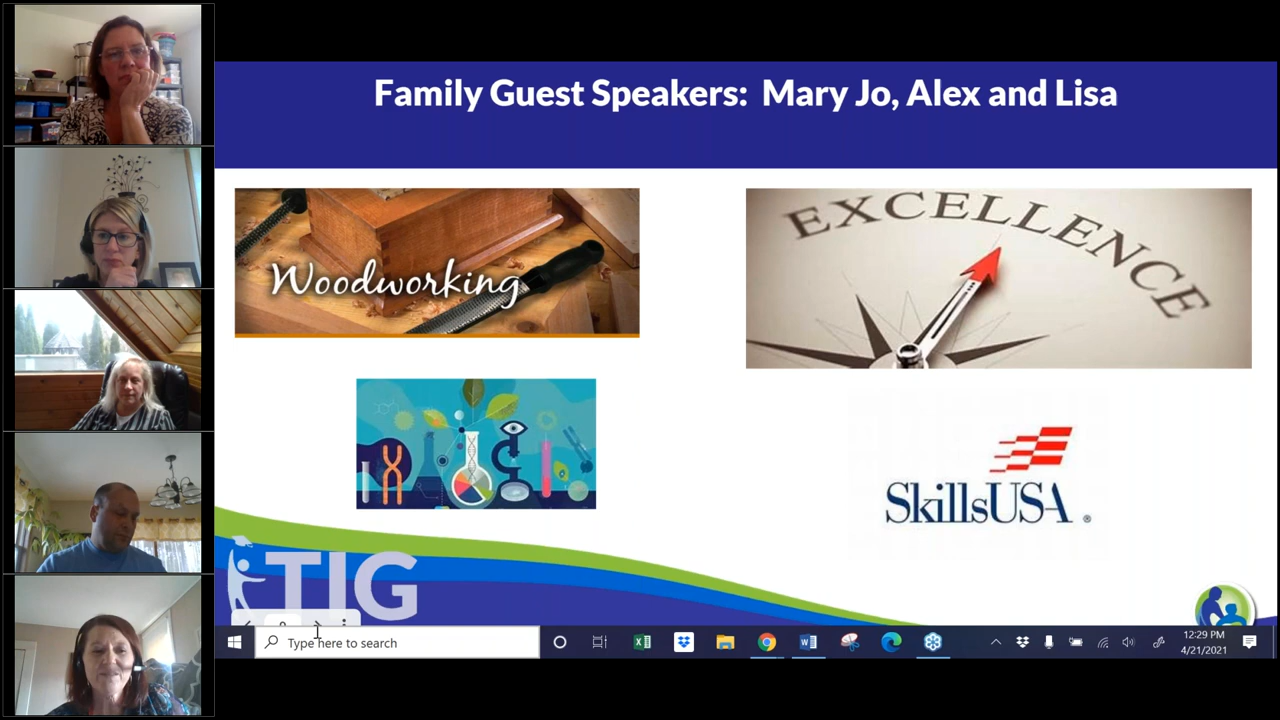 Family Guest Speakers: Mary Jo, Alex and Lisa
Woodworking
EXCELLENCE
SkillsUSA ®
TIG
Type here to search
12:29 PM
4/21/2021